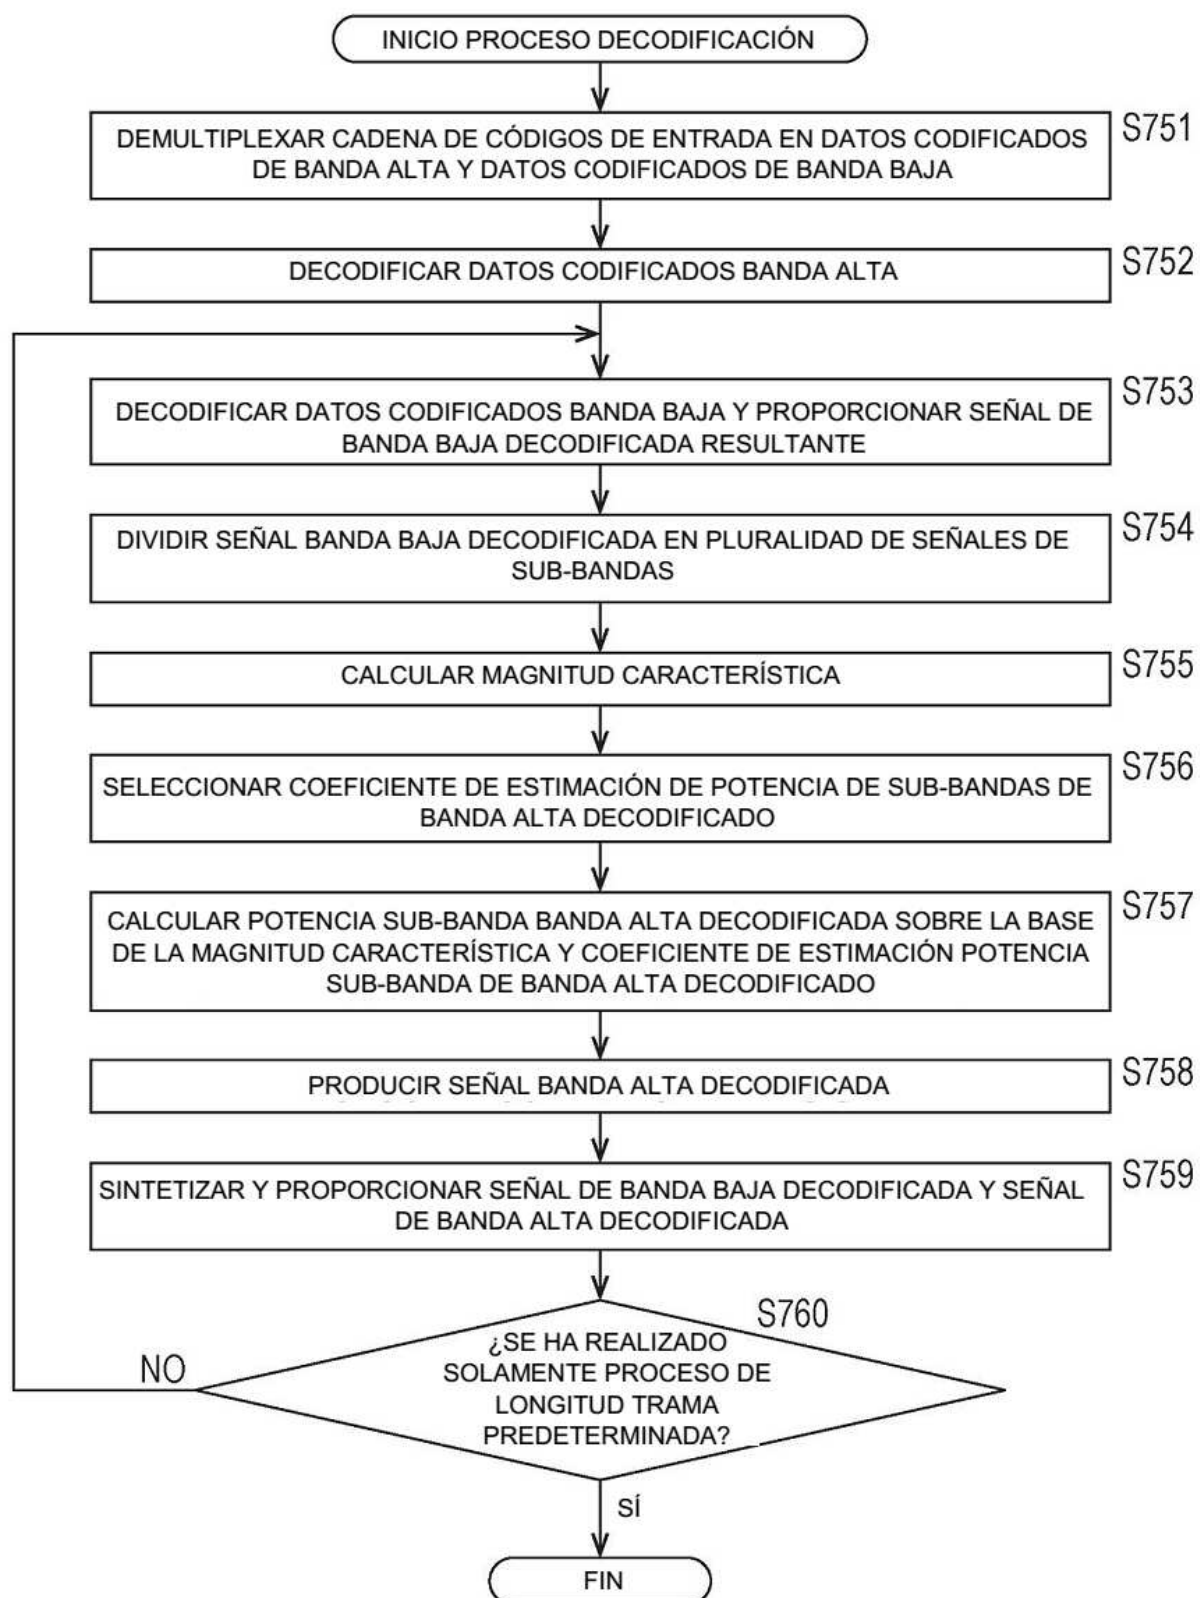 INICIO PROCESO DECODIFICACIÓN
S751
DEMULTIPLEXAR CADENA DE CÓDIGOS DE ENTRADA EN DATOS CODIFICADOS
DE BANDA ALTA Y DATOS CODIFICADOS DE BANDA BAJA
S752
DECODIFICAR DATOS CODIFICADOS BANDA ALTA
S753
DECODIFICAR DATOS CODIFICADOS BANDA BAJA Y PROPORCIONAR SEÑAL DE
BANDA BAJA DECODIFICADA RESULTANTE
S754
DIVIDIR SEÑAL BANDA BAJA DECODIFICADA EN PLURALIDAD DE SEÑALES DE
SUB-BANDAS
S755
CALCULAR MAGNITUD CARACTERÍSTICA
S756
SELECCIONAR COEFICIENTE DE ESTIMACIÓN DE POTENCIA DE SUB-BANDAS DE
BANDA ALTA DECODIFICADO
S757
CALCULAR POTENCIA SUB-BANDA BANDA ALTA DECODIFICADA SOBRE LA BASE
DE LA MAGNITUD CARACTERÍSTICA Y COEFICIENTE DE ESTIMACIÓN POTENCIA
SUB-BANDA DE BANDA ALTA DECODIFICADO
S758
PRODUCIR SEÑAL BANDA ALTA DECODIFICADA
S759
SINTETIZAR Y PROPORCIONAR SEÑAL DE BANDA BAJA DECODIFICADA Y SEÑAL
DE BANDA ALTA DECODIFICADA
S760
¿SE HA REALIZADO
SOLAMENTE PROCESO DE
LONGITUD TRAMA
PREDETERMINADA?
NO
SÍ
FIN